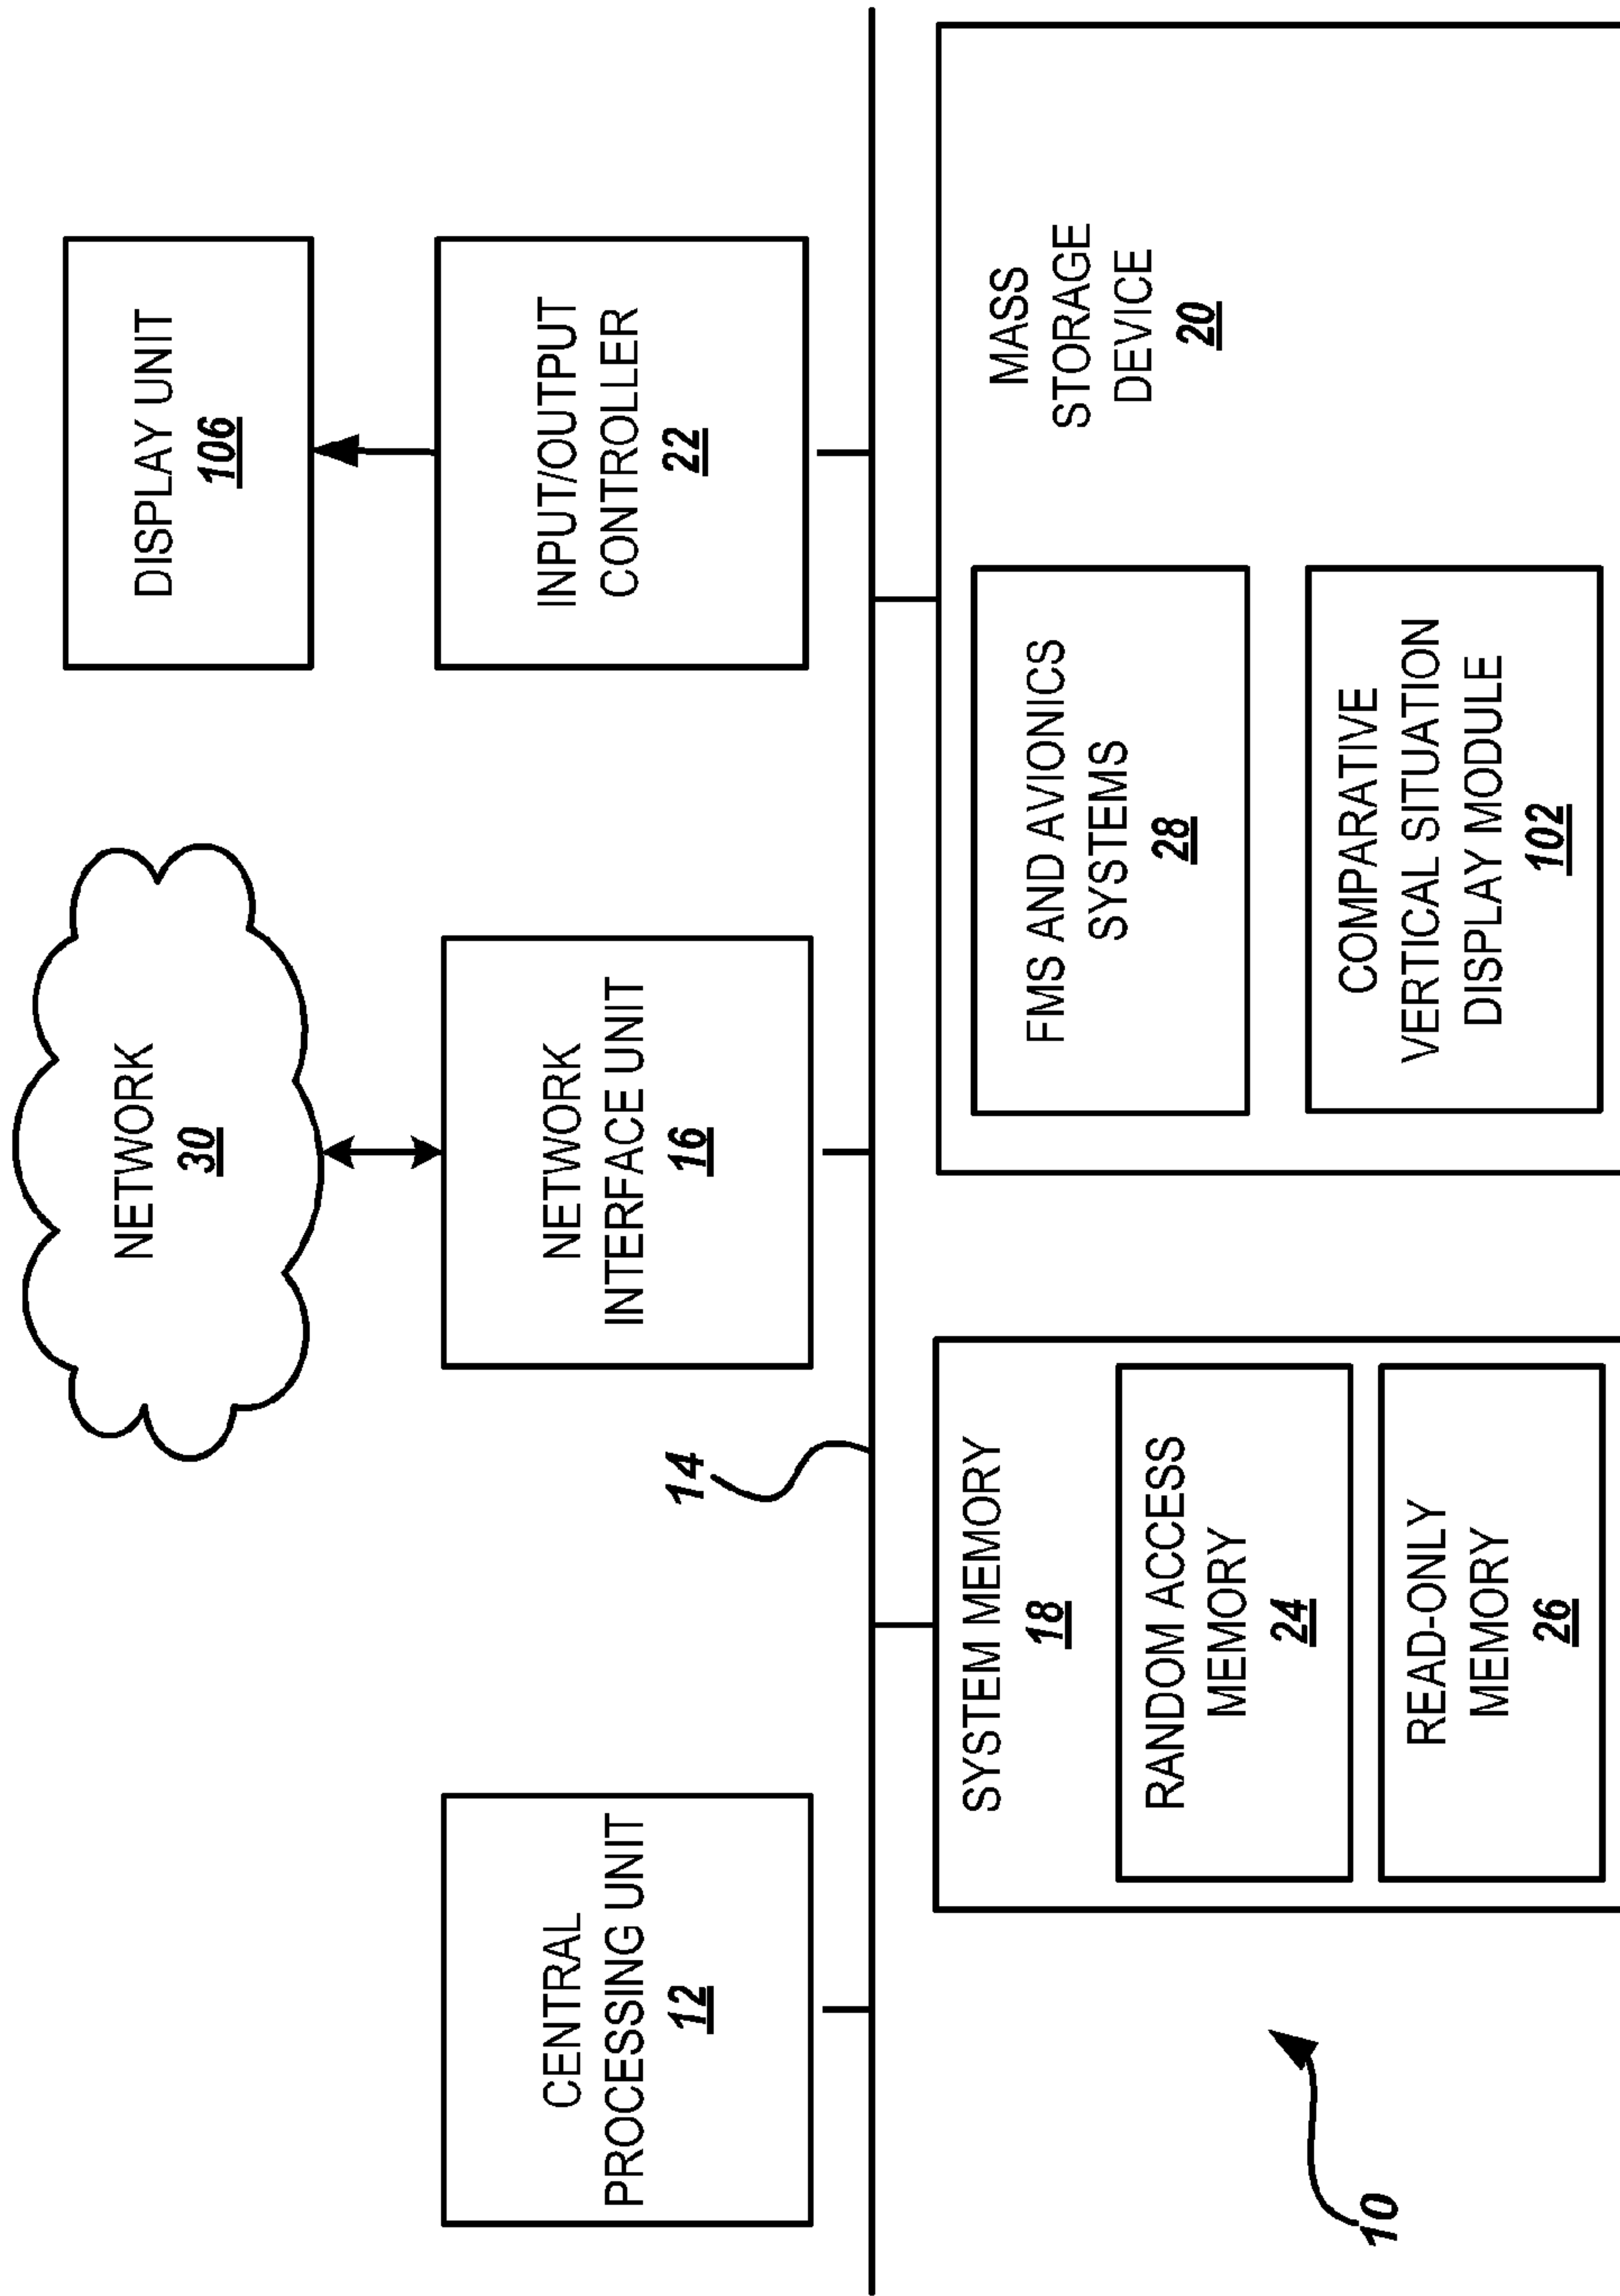 NETWORK
30
DISPLAY UNIT
106
CENTRAL
PROCESSING UNIT
12
NETWORK
INTERFACE UNIT
16
INPUT/OUTPUT
CONTROLLER
22
14
SYSTEM MEMORY
18
RANDOM ACCESS
MEMORY
24
READ-ONLY
MEMORY
26
FMS AND AVIONICS
SYSTEMS
28
COMPARATIVE
VERTICAL SITUATION
DISPLAY MODULE
102
MASS
STORAGE
DEVICE
20
10